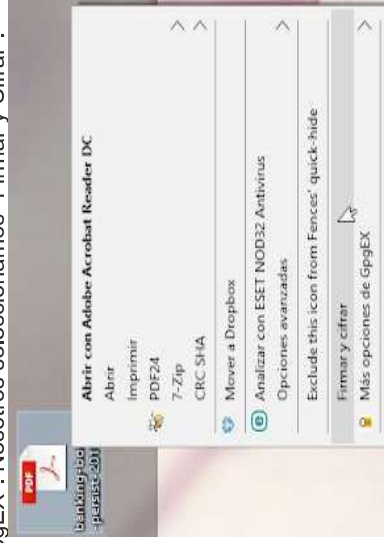 gEX". Nosotros seleccionamos "Firmar y Cifrar".
PDF
banking-bo
-persist-201
Abrir con Adobe Acrobat Reader DC
Abrir
Imprimir
PDF24
7-Zip
CRC SHA
Mover a Dropbox
Analizar con ESET NOD32 Antivirus
Opciones avanzadas
Exclude this icon from Fences' quick-hide
Firmar y cifrar
Más opciones de GpgEX